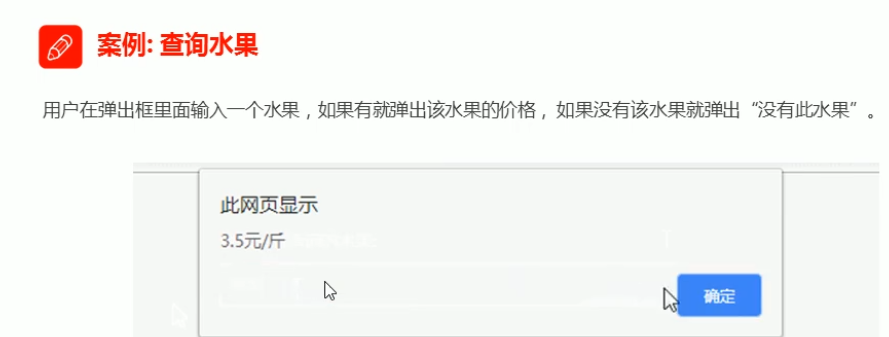 案例: 查询水果
用户在弹出框里面输入一个水果，如果有就弹出该水果的价格， 如果没有该水果就弹出“没有此水果”。
此网页显示
3.5元/斤
确定